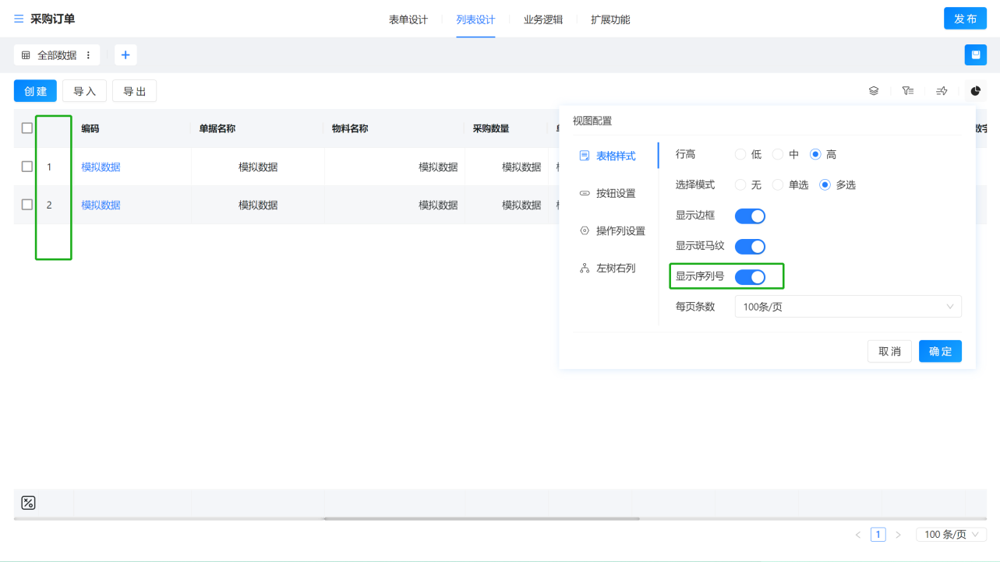 采购订单
表单设计 列表设计 业务逻辑 扩展功能
发布
全部数据
创建 导入 导出
编码 单据名称 物料名称 采购数量
1 模拟数据 模拟数据 模拟数据 模拟数据
2 模拟数据 模拟数据 模拟数据 模拟数据
视图配置
表格样式
按钮设置
操作列设置
左树右列
行高 低 中 高
选择模式 无 单选 多选
显示边框
显示斑马纹
显示序列号
每页条数 100条/页
取消 确定
1 100 条/页